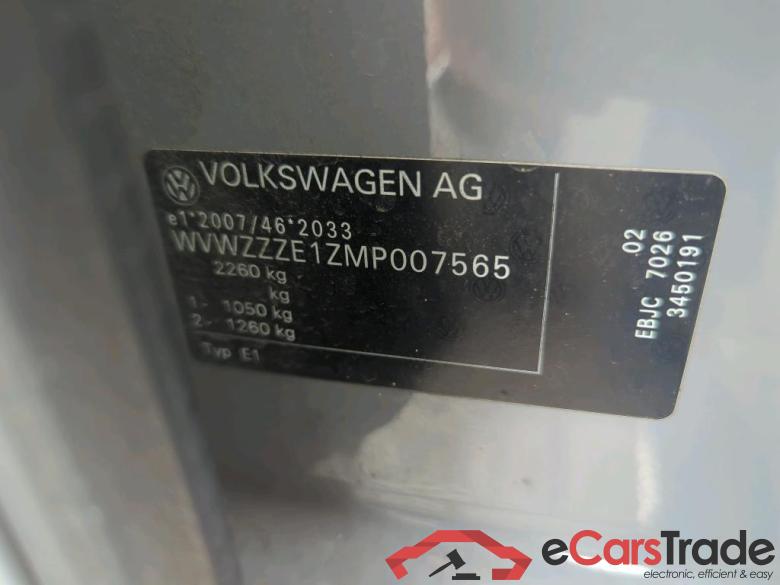 VOLKSWAGEN AG
e1*2007/46*2033
WVWZZZE1ZMP007565
2260 kg
kg
1.- 1050 kg
2.- 1260 kg
Typ E1
02
EBJC 7026
3450191
eCarsTrade
electronic, efficient & easy